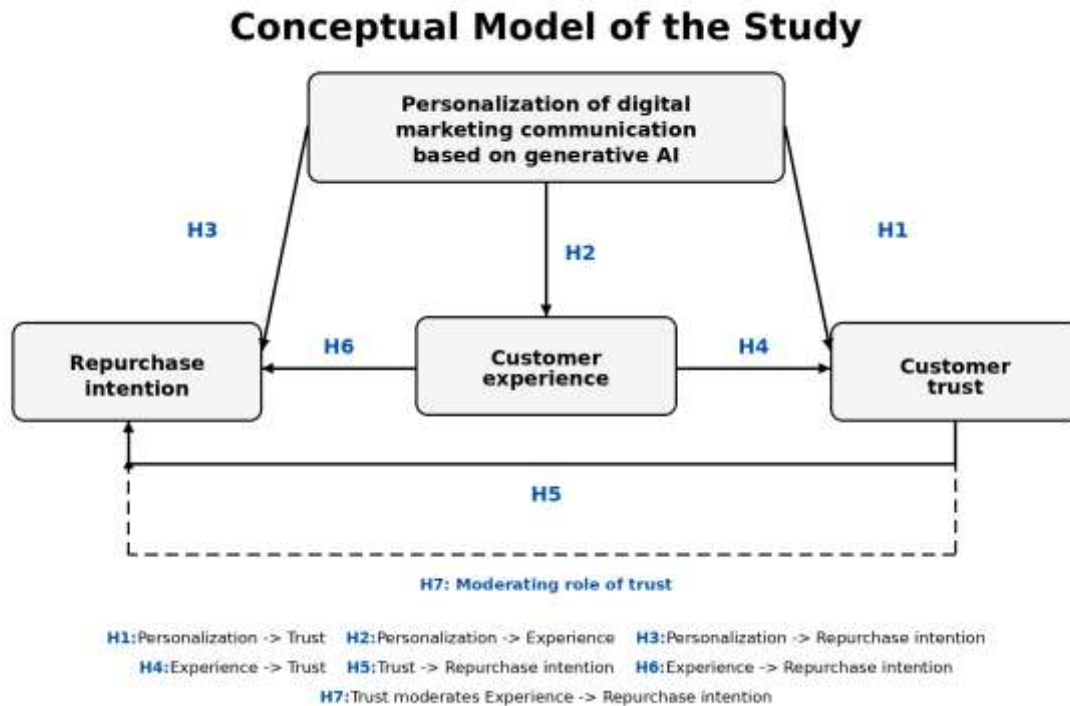 Conceptual Model of the Study
Personalization of digital
marketing communication
based on generative AI
H3
H1
H2
Repurchase
intention
H6
Customer
experience
H4
Customer
trust
H5
H7: Moderating role of trust
H1:Personalization -> Trust H2:Personalization -> Experience H3:Personalization -> Repurchase intention
H4:Experience -> Trust H5:Trust -> Repurchase intention H6:Experience -> Repurchase intention
H7:Trust moderates Experience -> Repurchase intention